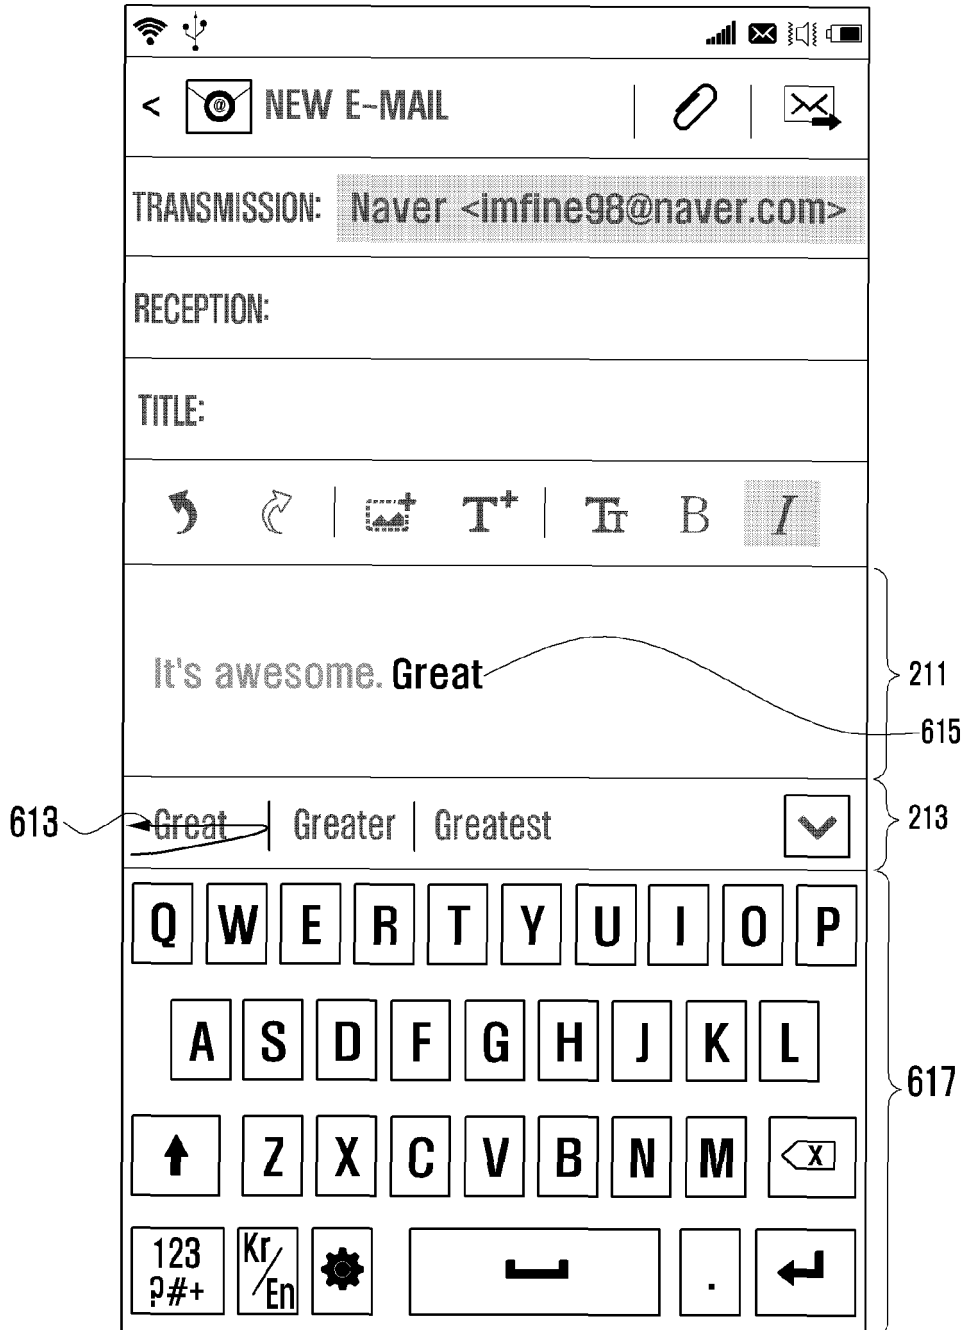 < @ NEW E-MAIL
TRANSMISSION: Naver <imfine98@naver.com>
RECEPTION:
TITLE:
T+ TT B I
It's awesome. Great
211
615
613 Great Greater Greatest 213
Q W E R T Y U I O P
A S D F G H J K L
617
Z X C V B N M X
123 Kr/En .
?#+